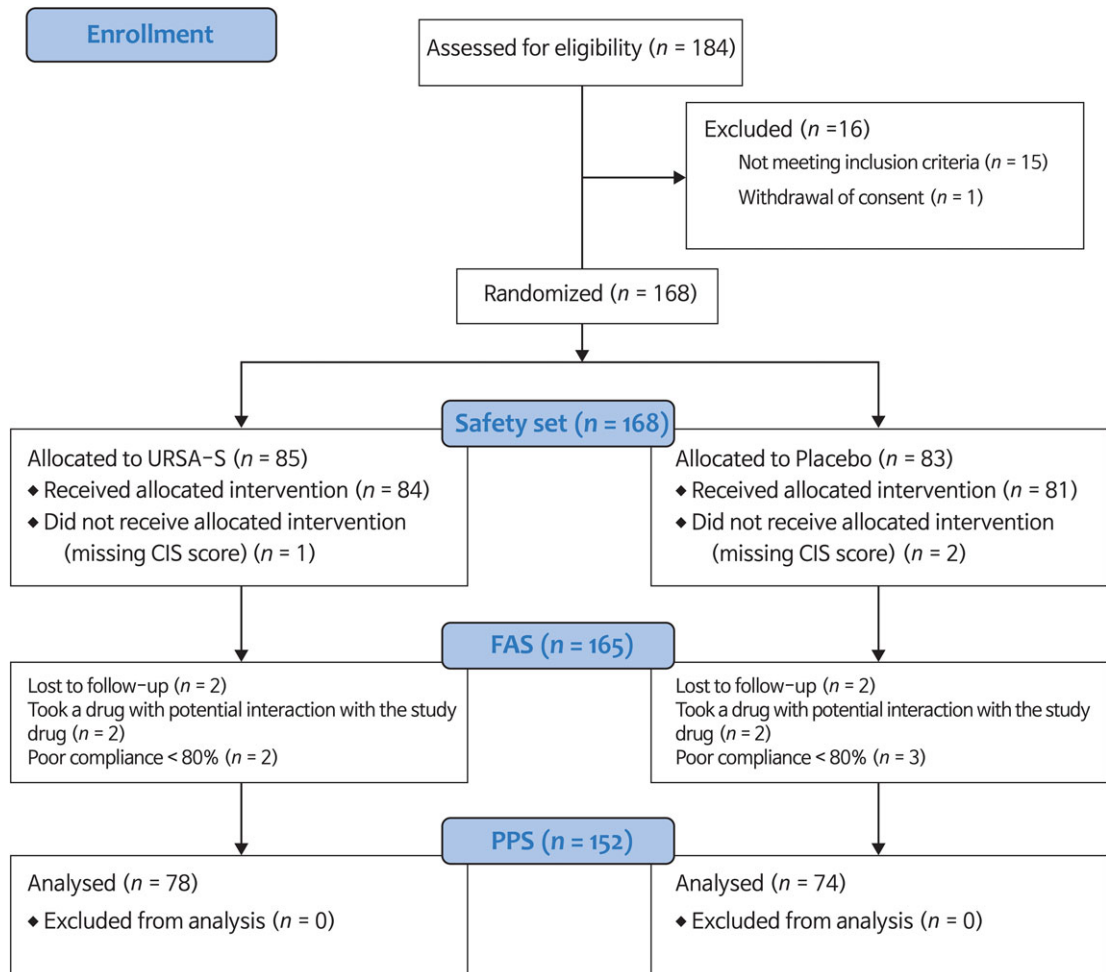 Enrollment
Assessed for eligibility (n = 184)
Excluded (n =16)
Not meeting inclusion criteria (n = 15)
Withdrawal of consent (n = 1)
Randomized (n = 168)
Safety set (n = 168)
Allocated to URSA-S (n = 85)
◆ Received allocated intervention (n = 84)
◆ Did not receive allocated intervention
(missing CIS score) (n = 1)
Allocated to Placebo (n = 83)
◆ Received allocated intervention (n = 81)
◆ Did not receive allocated intervention
(missing CIS score) (n = 2)
FAS (n = 165)
Lost to follow-up (n = 2)
Took a drug with potential interaction with the study
drug (n = 2)
Poor compliance < 80% (n = 2)
Lost to follow-up (n = 2)
Took a drug with potential interaction with the study
drug (n = 2)
Poor compliance < 80% (n = 3)
PPS (n = 152)
Analysed (n = 78)
◆ Excluded from analysis (n = 0)
Analysed (n = 74)
◆ Excluded from analysis (n = 0)